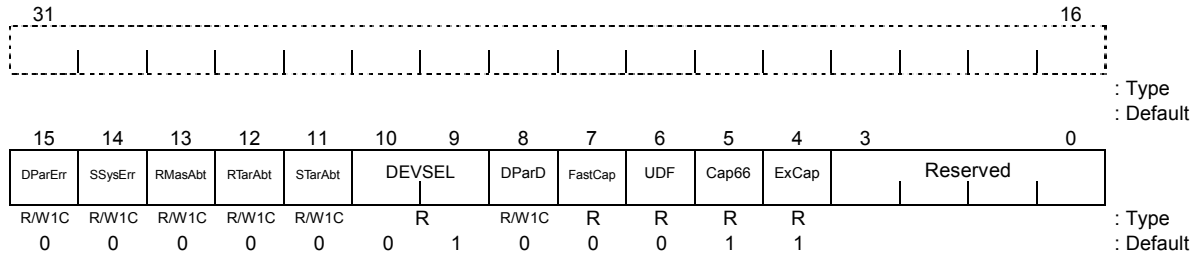 31 16
: Type
: Default
15 14 13 12 11 10 9 8 7 6 5 4 3 0
DParErr SSysErr RMasAbt RTarAbt STarAbt DEVSEL DParD FastCap UDF Cap66 ExCap Reserved
R/W1C R/W1C R/W1C R/W1C R/W1C R R/W1C R R R R : Type
0 0 0 0 0 0 1 0 0 0 1 1 : Default